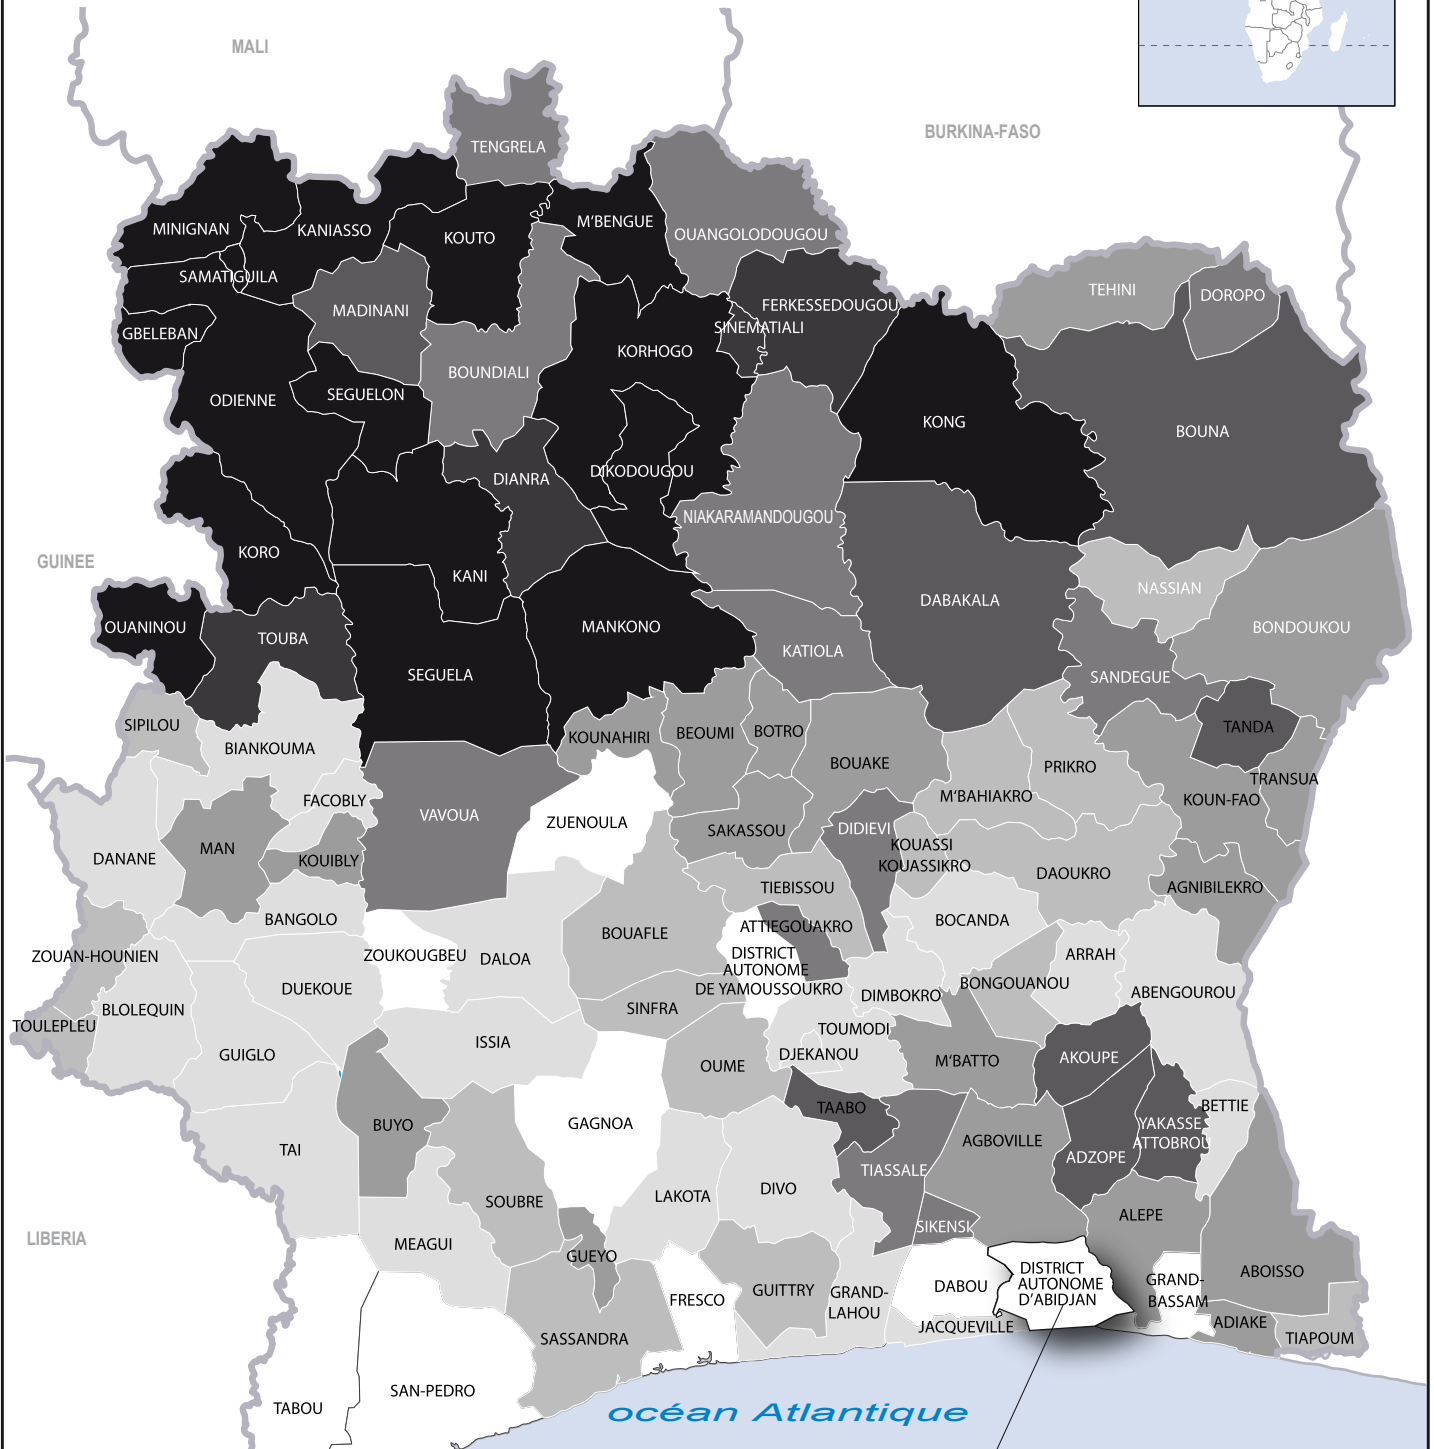 MALI
BURKINA-FASO
TENGRELA
MINIGNAN
KANIASSO
KOUTO
M'BENGUE
OUANGOLODOUGOU
SAMATIGUILA
TEHINI
DOROPO
MADINANI
FERKESSEDOUGOU
GBELEBAN
SINEMATIALI
KORHOGO
BOUNDIALI
ODIENNE
SEGUELON
KONG
BOUNA
DIANRA
DIKODOUGOU
NIAKARAMANDOUGOU
GUINEE
KORO
KANI
NASSIAN
DABAKALA
OUANINOU
TOUBA
MANKONO
BONDOUKOU
KATIOLA
SEGUELA
SANDEGUE
SIPILOU
BIANKOUMA
KOUNAHIRI
BEOUMI
BOTRO
TANDA
BOUAKE
PRIKRO
TRANSUA
FACOBLY
M'BAHIAKRO
KOUN-FAO
VAVOUA
ZUENOULA
SAKASSOU
DIDIEVI
KOUASSI
KOUASSIKRO
MAN
DANANE
KOUIBLY
TIEBISSOU
DAOUKRO
AGNIBILEKRO
BANGOLO
BOCANDA
ATTIEGOUAKRO
BOUAFLE
ZOUAN-HOUNIEN
ZOUKOUGBEU
DALOA
DISTRICT
AUTONOME
DE YAMOUSSOUKRO
ARRAH
DUEKOUE
BONGOUANOU
ABENGOUROU
DIMBOKRO
BLOLEQUIN
SINFRA
TOULEPLEU
TOUMODI
ISSIA
GUIGLO
DJEKANOU
OUME
M'BATTO
AKOUPE
BUYO
GAGNOA
TAABO
BETTIE
YAKASSE
ATTOBROU
TAI
AGBOVILLE
ADZOPE
TIASSALE
SOUBRE
LAKOTA
DIVO
ALEPE
LIBERIA
MEAGUI
GUEYO
SIKENSI
DISTRICT
AUTONOME
D'ABIDJAN
ABOISSO
FRESCO
GUITTRY
GRAND-
LAHOU
DABOU
GRAND-
BASSAM
SASSANDRA
JACQUEVILLE
ADIAKE
TIAPOUM
TABOU
SAN-PEDRO
océan Atlantique